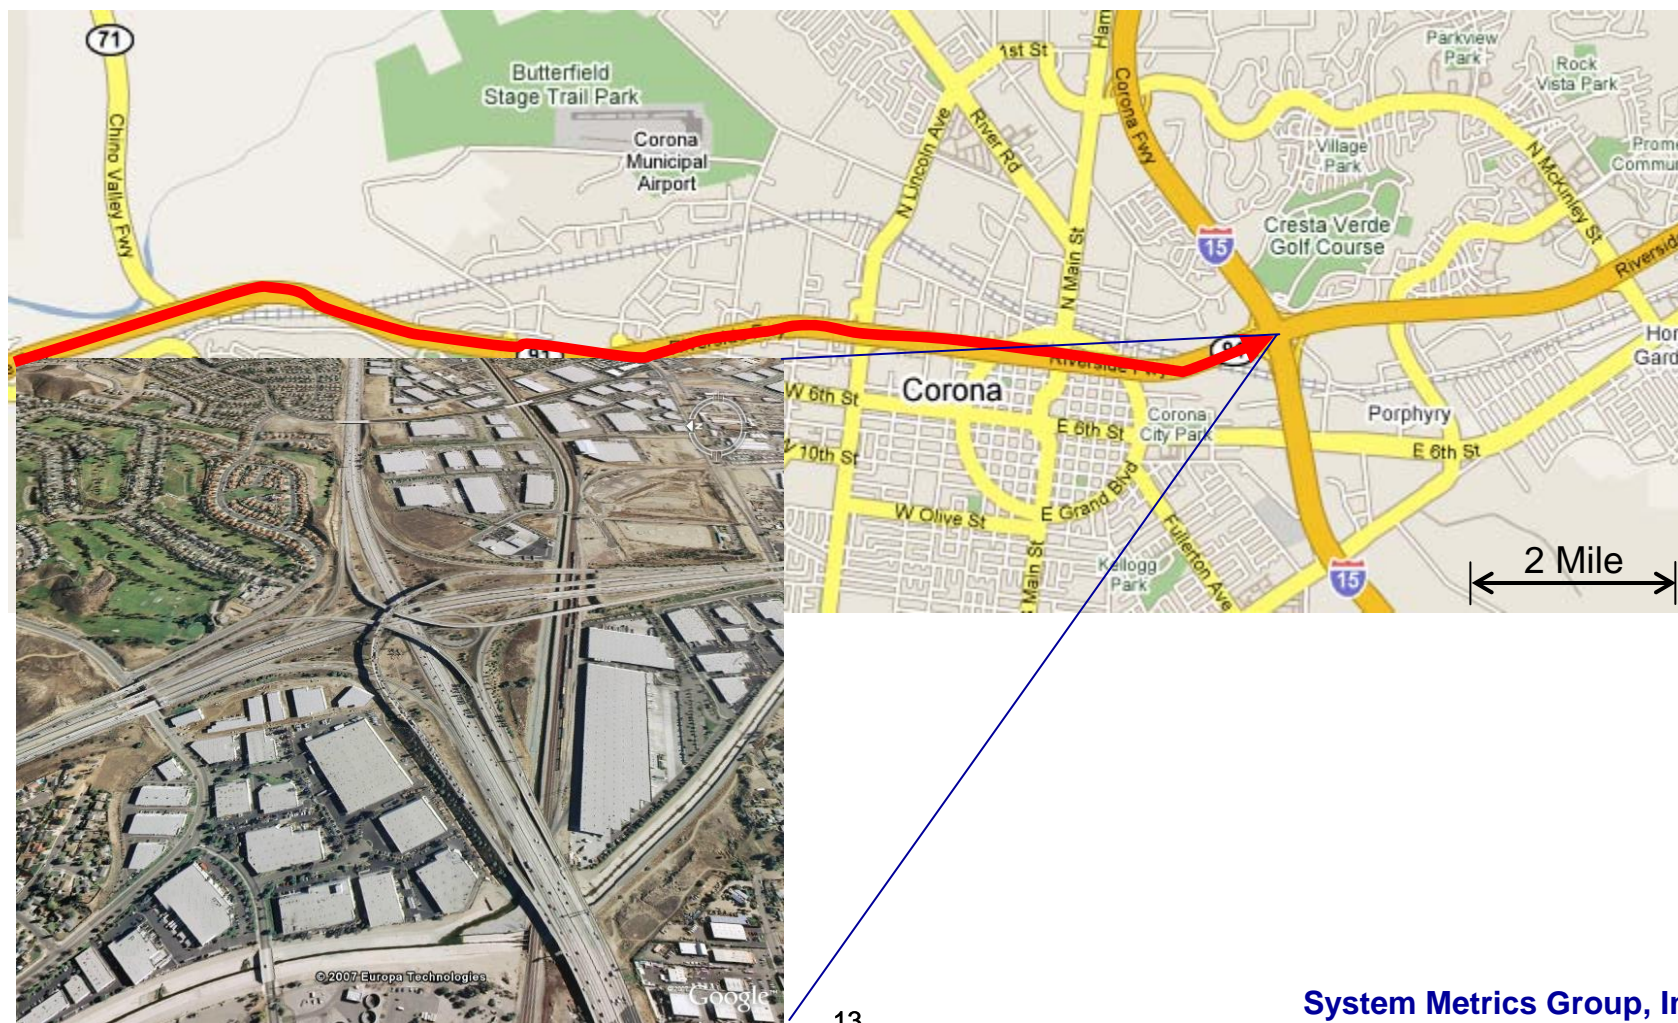 71
Chino Valley Fwy
Butterfield
Stage Trail Park
Corona
Municipal
Airport
1st St
N Lincoln Ave
River Rd
N Main St
Corona Fwy
15
Parkview
Park
Rock
Vista Park
Village
Park
N McKinley St
Cresta Verde
Golf Course
91
Riverside Fwy
Corona
W 6th St
E 6th St
Corona
City Park
Porphyry
E 6th St
W 10th St
W Olive St
E Grand Blvd
Fullerton Ave
Kellogg
Park
Main St
15
2 Mile
© 2007 Europa Technologies
Google
13
System Metrics Group,